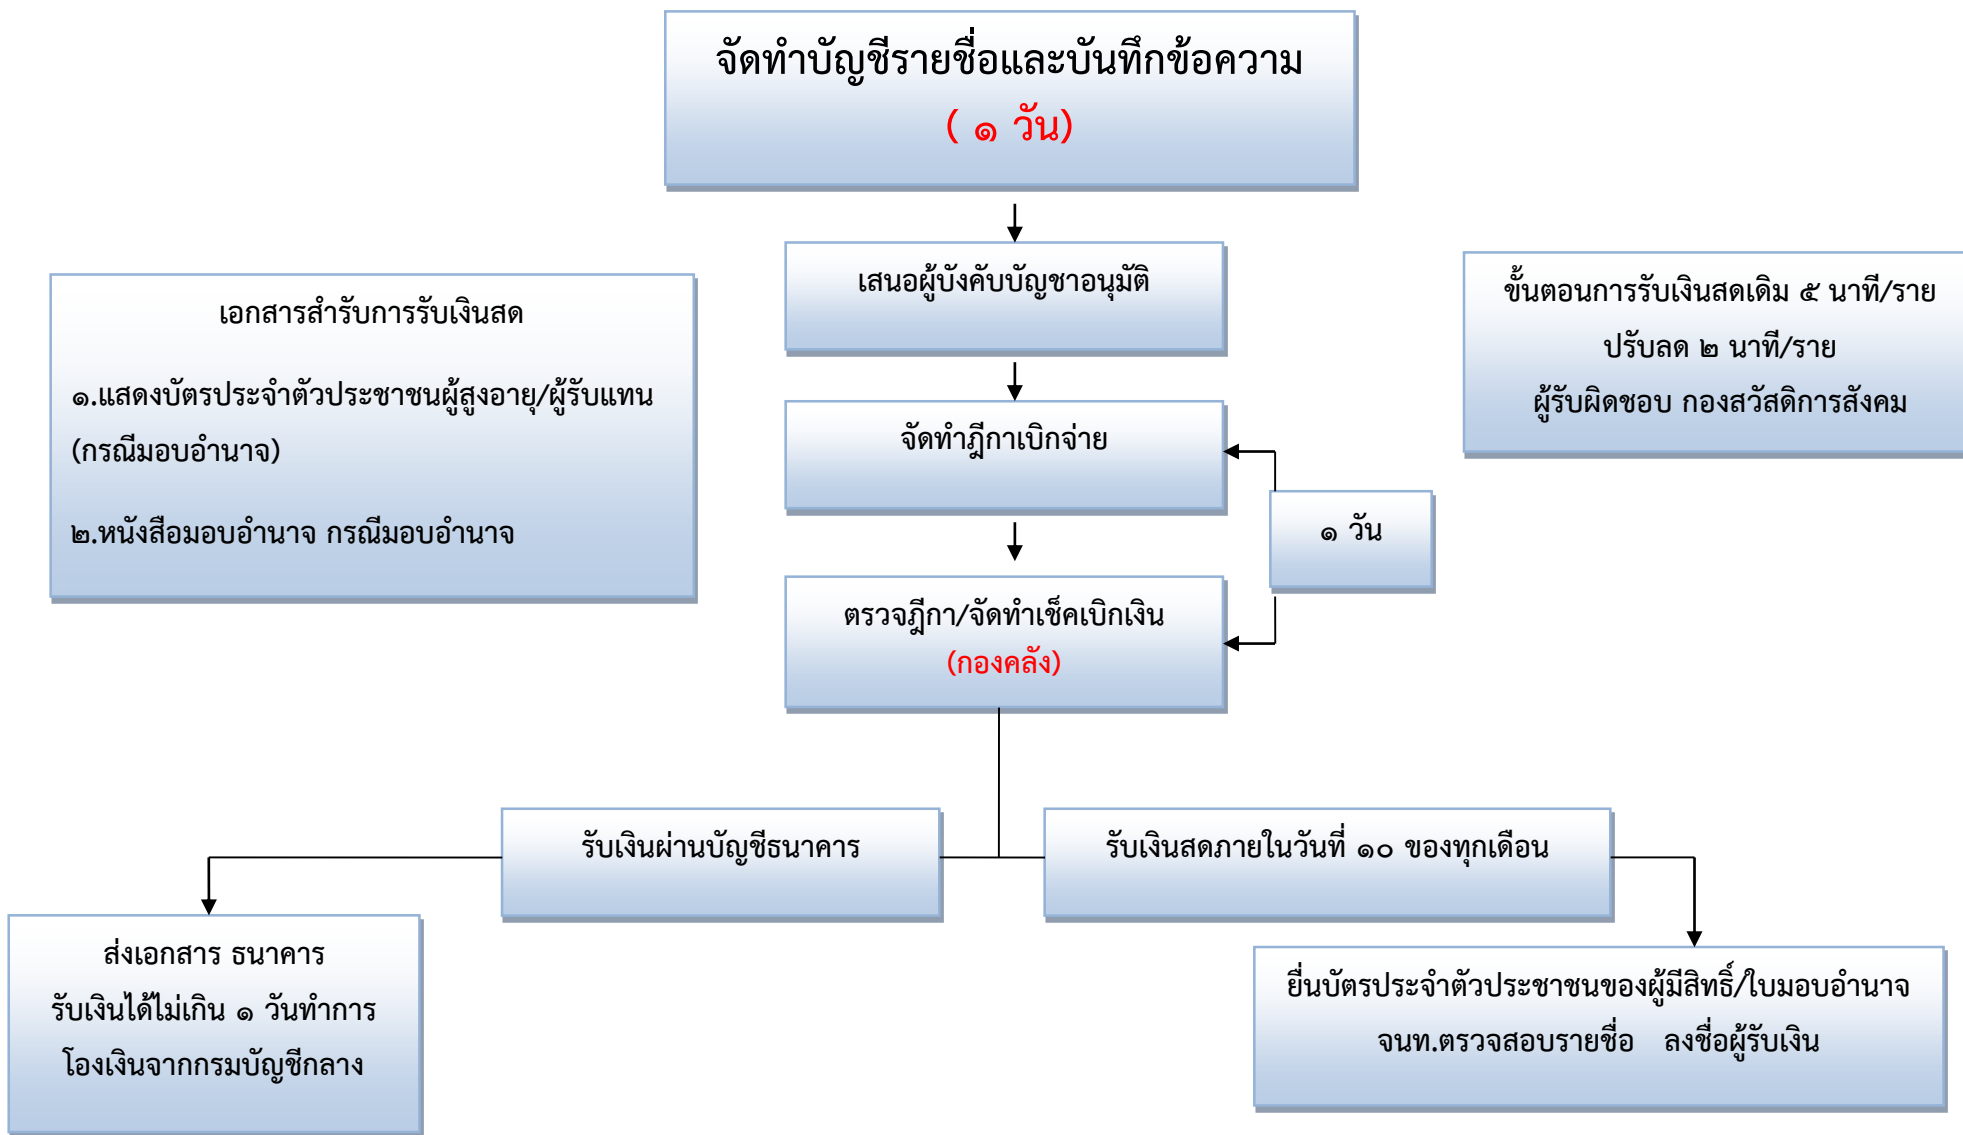 จัดทำบัญชีรายชื่อและบันทึกข้อความ
( ๑ วัน)
เสนอผู้บังคับบัญชาอนุมัติ
เอกสารสำรับการรับเงินสด
๑.แสดงบัตรประจำตัวประชาชนผู้สูงอายุ/ผู้รับแทน
(กรณีมอบอำนาจ)
๒.หนังสือมอบอำนาจ กรณีมอบอำนาจ
ขั้นตอนการรับเงินสดเดิม ๕ นาที/ราย
ปรับลด ๒ นาที/ราย
ผู้รับผิดชอบ กองสวัสดิการสังคม
จัดทำฎีกาเบิกจ่าย
๑ วัน
ตรวจฎีกา/จัดทำเช็คเบิกเงิน
(กองคลัง)
รับเงินผ่านบัญชีธนาคาร
รับเงินสดภายในวันที่ ๑๐ ของทุกเดือน
ส่งเอกสาร ธนาคาร
รับเงินได้ไม่เกิน ๑ วันทำการ
โองเงินจากกรมบัญชีกลาง
ยื่นบัตรประจำตัวประชาชนของผู้มีสิทธิ์/ใบมอบอำนาจ
จนท.ตรวจสอบรายชื่อ ลงชื่อผู้รับเงิน